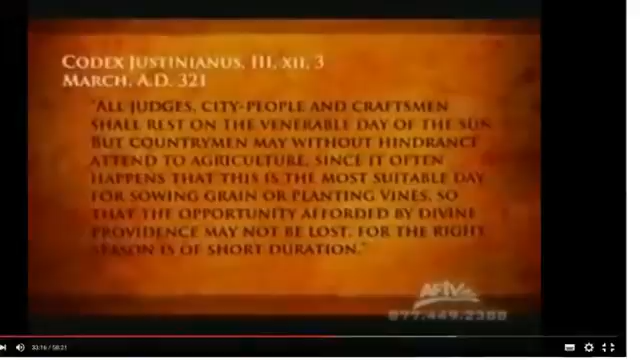 CODEX JUSTINIANUS, III, XII, 3
MARCH, A.D. 321
"ALL JUDGES, CITY-PEOPLE AND CRAFTSMEN
SHALL REST ON THE VENERABLE DAY OF THE SUN.
BUT COUNTRYMEN MAY WITHOUT HINDRANCE
ATTEND TO AGRICULTURE, SINCE IT OFTEN
HAPPENS THAT THIS IS THE MOST SUITABLE DAY
FOR SOWING GRAIN OR PLANTING VINES, SO
THAT THE OPPORTUNITY AFFORDED BY DIVINE
PROVIDENCE MAY NOT BE LOST, FOR THE RIGHT
SEASON IS OF SHORT DURATION."
AFTV
877.449.2388